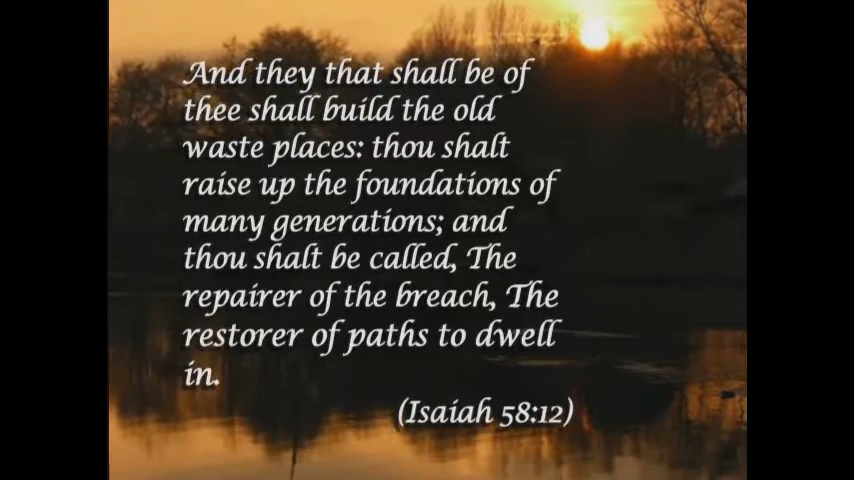 And they that shall be of
thee shall build the old
waste places: thou shalt
raise up the foundations of
many generations; and
thou shalt be called, The
repairer of the breach, The
restorer of paths to dwell
in.
(Isaiah 58:12)